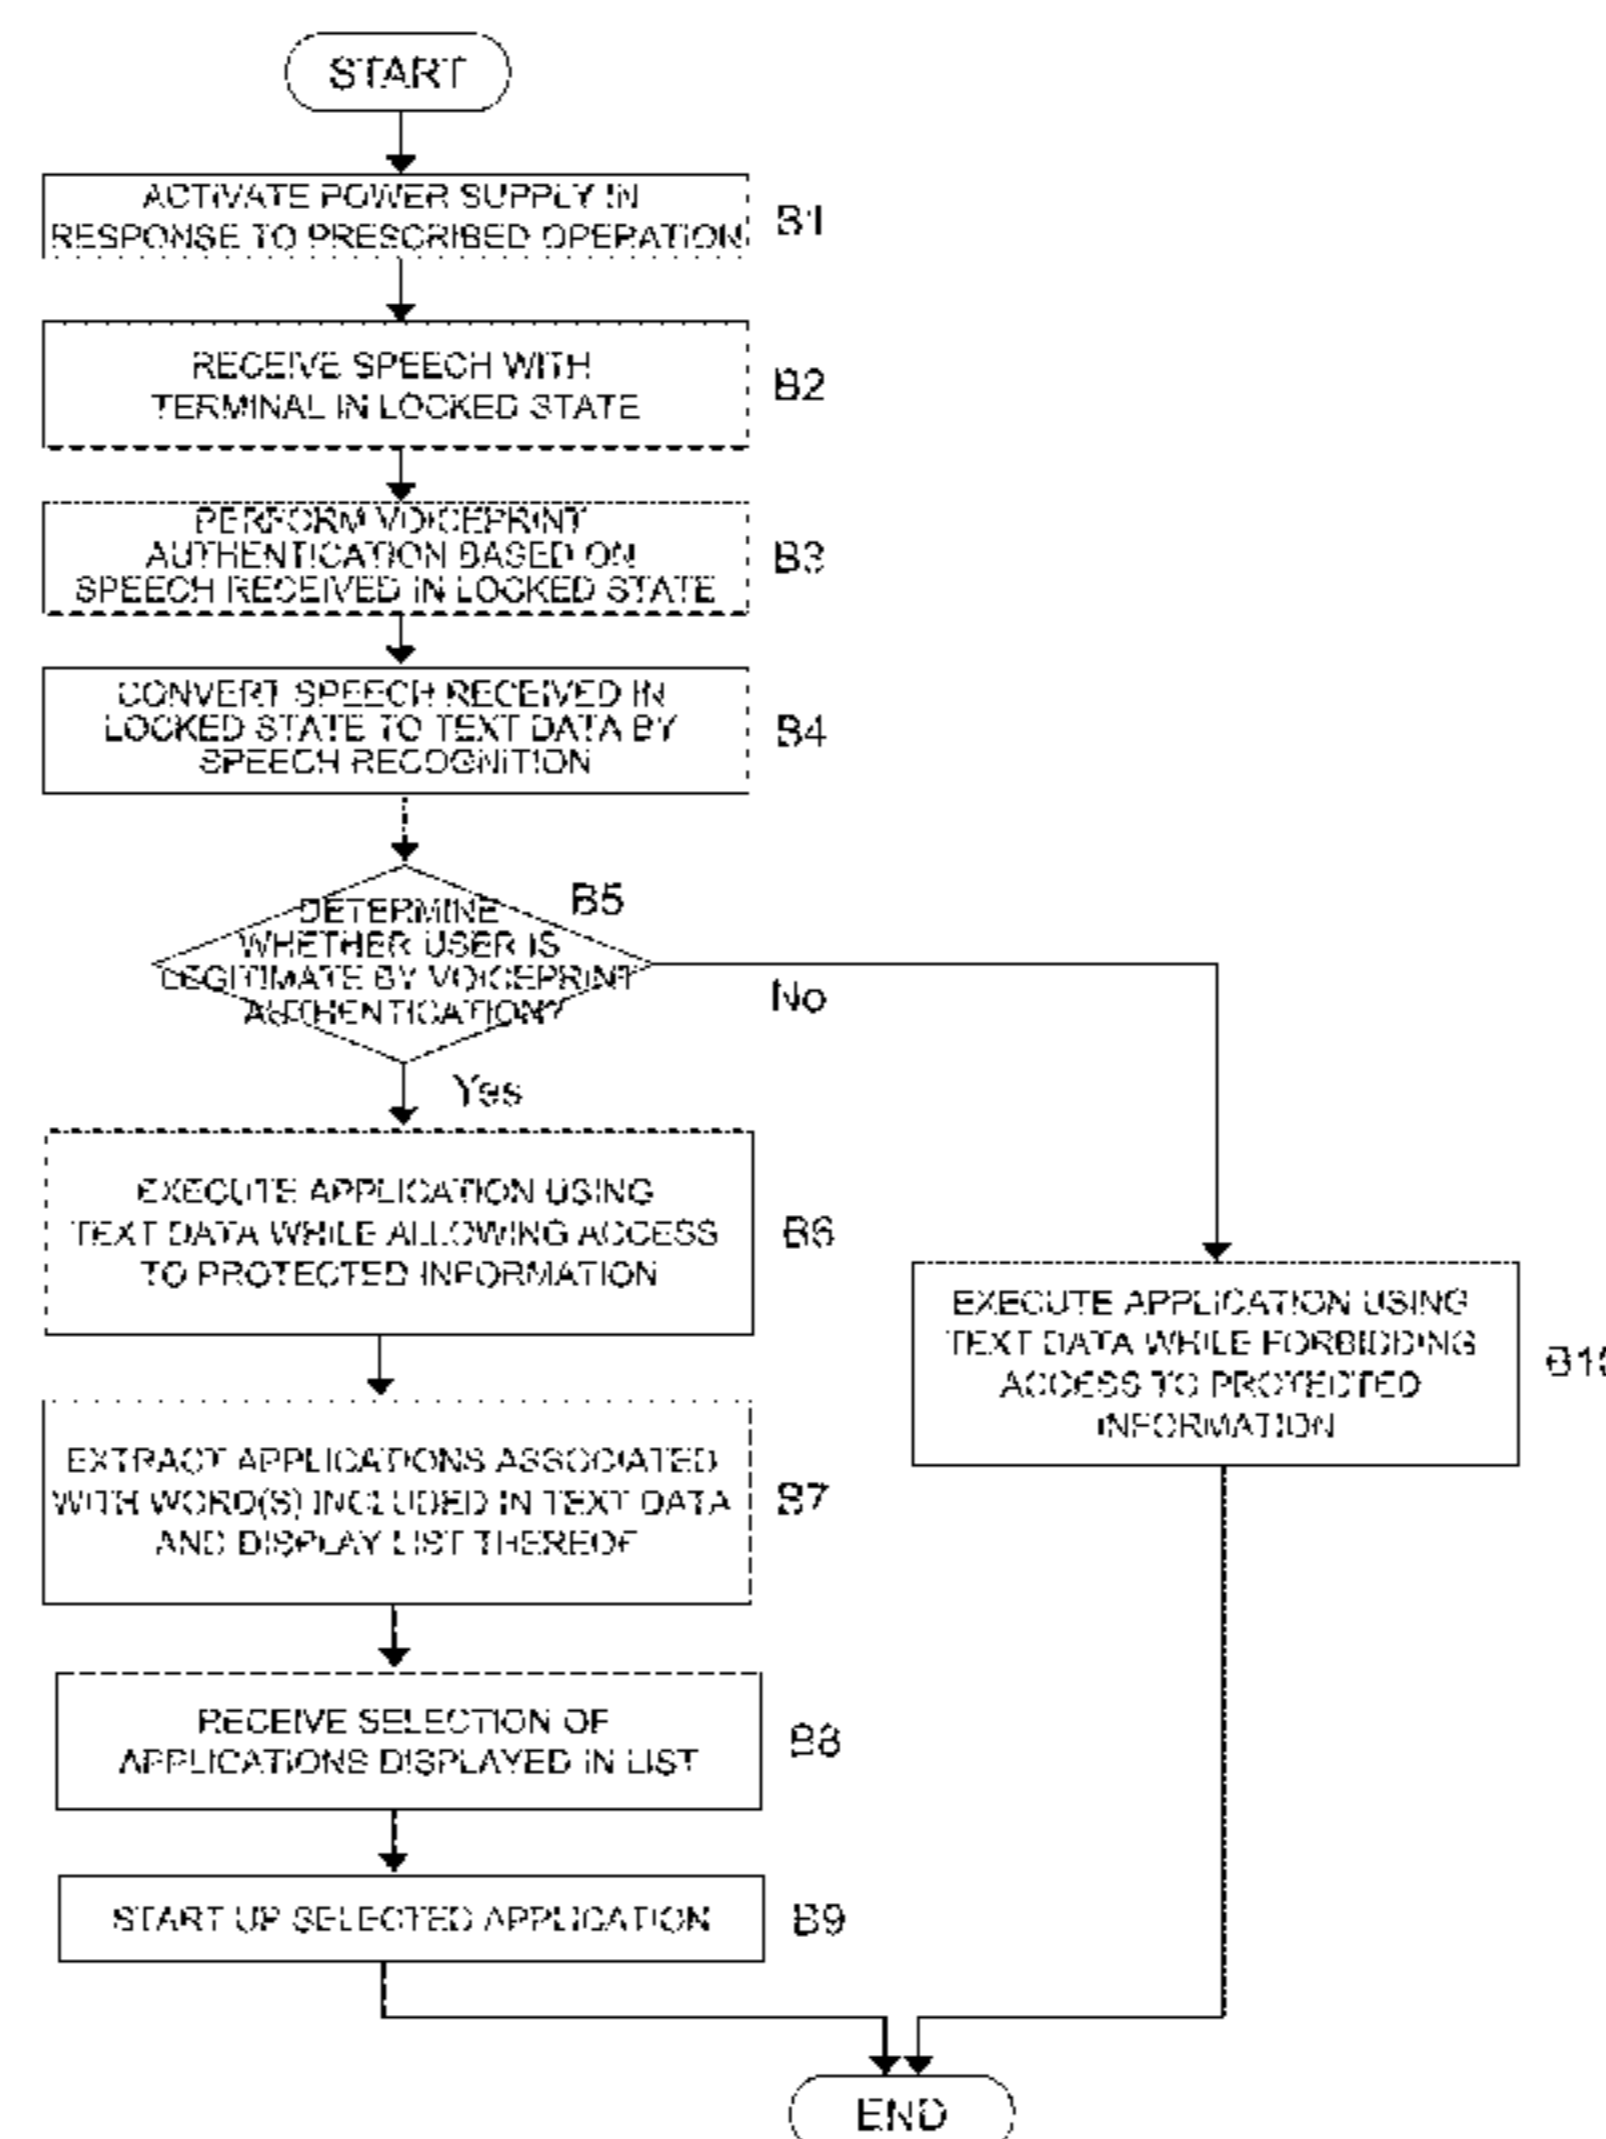 START
ACTIVATE POWER SUPPLY IN
RESPONSE TO PRESCRIBED OPERATION
B1
RECEIVE SPEECH WITH
TERMINAL IN LOCKED STATE
B2
PERFORM VOICEPRINT
AUTHENTICATION BASED ON
SPEECH RECEIVED IN LOCKED STATE
B3
CONVERT SPEECH RECEIVED IN
LOCKED STATE TO TEXT DATA BY
SPEECH RECOGNITION
B4
DETERMINE
WHETHER USER IS
LEGITIMATE BY VOICEPRINT
AUTHENTICATION?
B5
No
Yes
EXECUTE APPLICATION USING
TEXT DATA WHILE ALLOWING ACCESS
TO PROTECTED INFORMATION
B6
EXECUTE APPLICATION USING
TEXT DATA WHILE FORBIDDING
ACCESS TO PROTECTED
INFORMATION
EXTRACT APPLICATIONS ASSOCIATED
WITH WORD(S) INCLUDED IN TEXT DATA
AND DISPLAY LIST THEREOF
B7
RECEIVE SELECTION OF
APPLICATIONS DISPLAYED IN LIST
B8
START UP SELECTED APPLICATION
B9
END